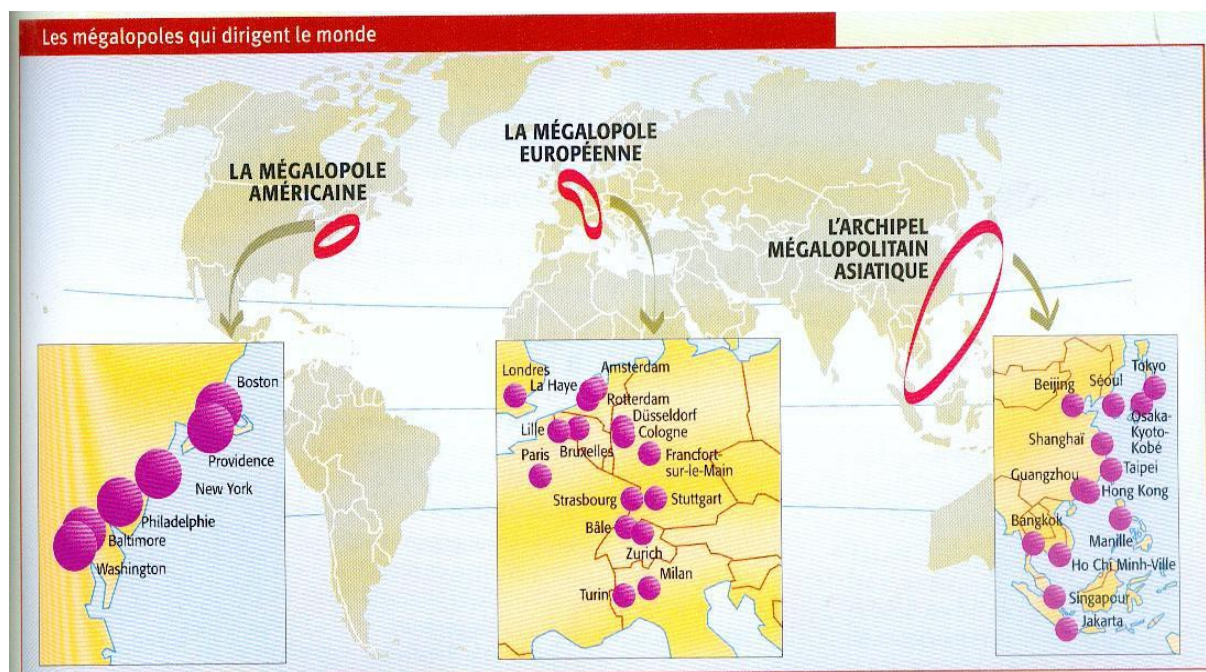 Les mégalopoles qui dirigent le monde
LA MÉGALOPOLE
AMÉRICAINE
LA MÉGALOPOLE
EUROPÉENNE
L'ARCHIPEL
MÉGALOPOLITAIN
ASIATIQUE
Boston
Providence
New York
Philadelphie
Baltimore
Washington
Londres
Amsterdam
La Haye
Rotterdam
Düsseldorf
Lille
Cologne
Bruxelles
Paris
Francfort-
sur-le-Main
Strasbourg
Stuttgart
Bâle
Zurich
Milan
Turin
Tokyo
Beijing
Séoul
Osaka-
Kyoto-
Kobé
Shanghaï
Taipei
Guangzhou
Hong Kong
Bangkok
Manille
Ho Chi Minh-Ville
Singapour
Jakarta